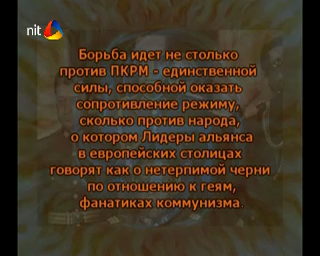 nit
Борьба идет не столько
против ПКРМ - единственной
силы, способной оказать
сопротивление режиму,
сколько против народа,
о котором Лидеры альянса
в европейских столицах
говорят как о нетерпимой черни
по отношению к геям,
фанатиках коммунизма.